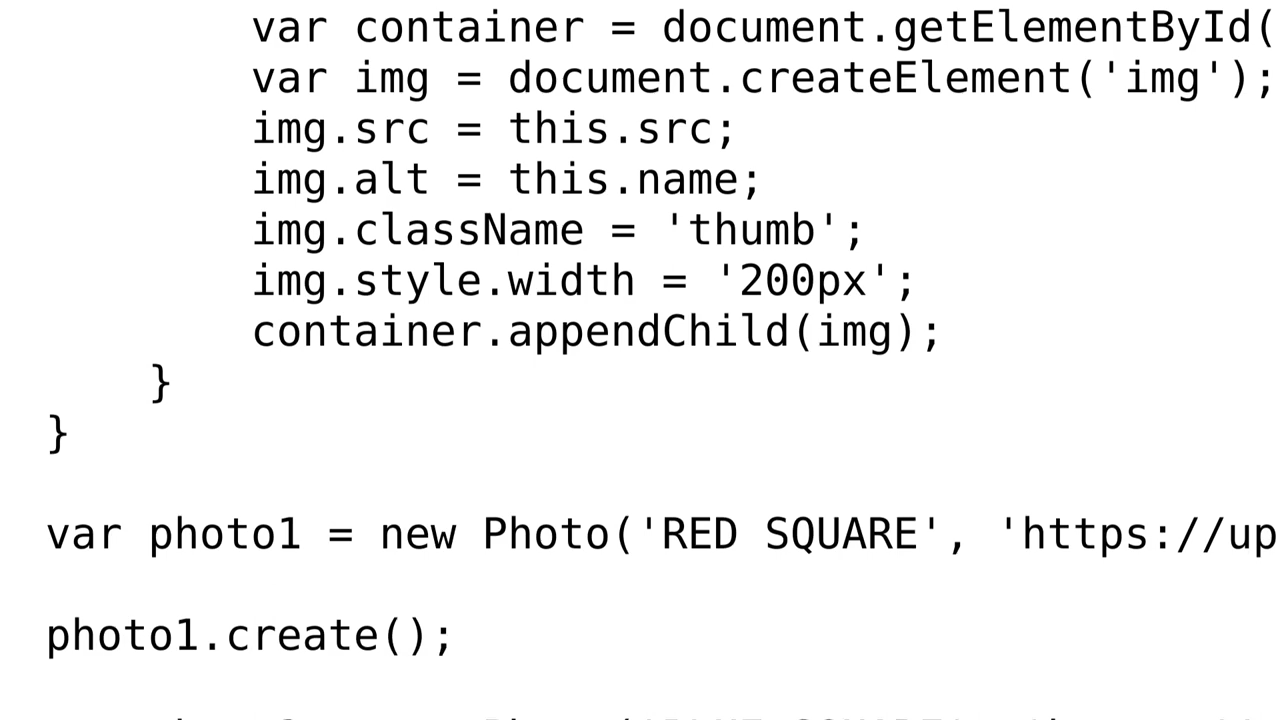 var container = document.getElementById(
var img = document.createElement('img');
img.src = this.src;
img.alt = this.name;
img.className = 'thumb';
img.style.width = '200px';
container.appendChild(img);
}
}
var photo1 = new Photo('RED SQUARE', 'https://up
photo1.create();